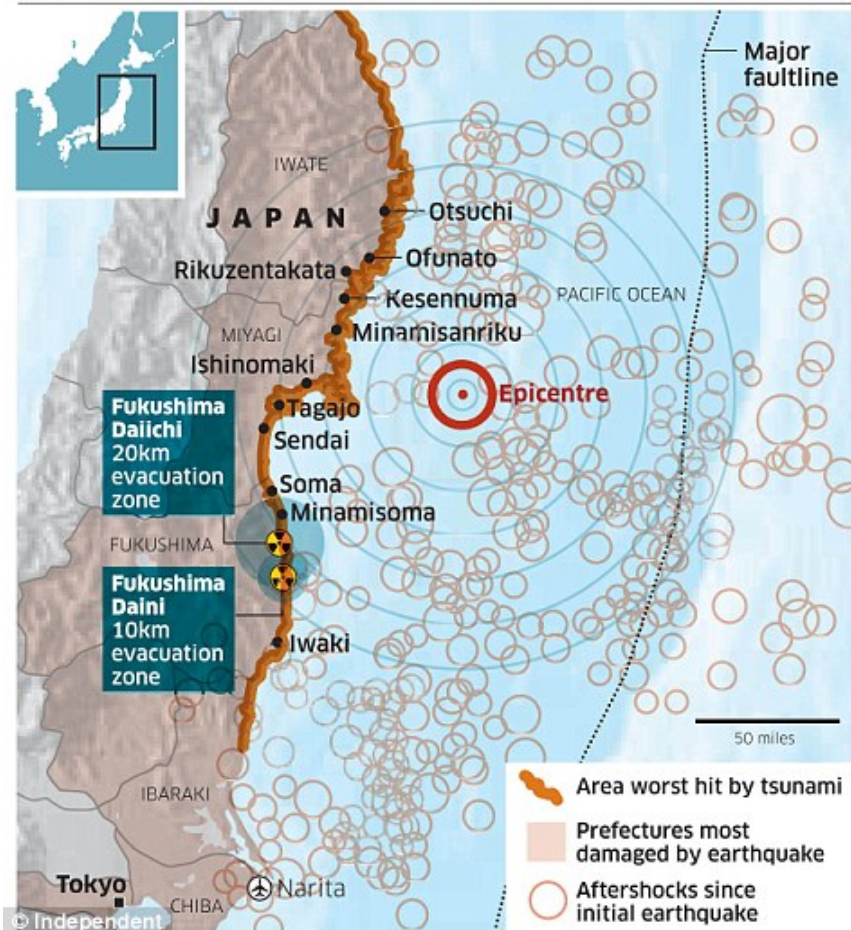 Major
faultline
IWATE
JAPAN
Otsuchi
Ofunato
Rikuzentakata
Kesennuma
PACIFIC OCEAN
MIYAGI
Minamisanriku
Ishinomaki
Epicentre
Fukushima
Daiichi
20km
evacuation
zone
Tagajo
Sendai
Soma
Minamisoma
FUKUSHIMA
Fukushima
Daini
10km
evacuation
zone
Iwaki
50 miles
IBARAKI
Area worst hit by tsunami
Prefectures most
damaged by earthquake
Aftershocks since
initial earthquake
Tokyo
Narita
CHIBA
© Independent